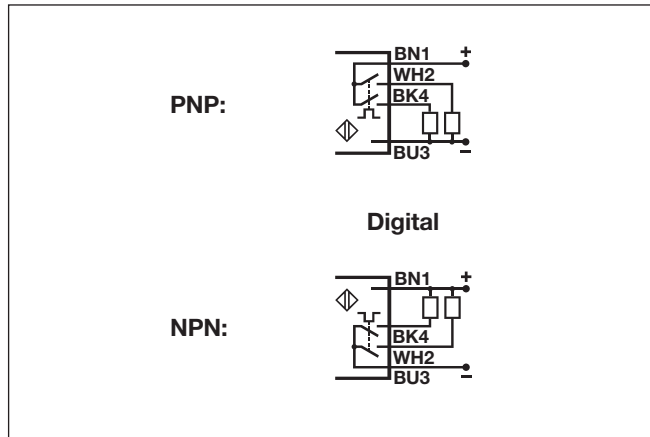 BN1 +
WH2
PNP: BK4
BU3 –
Digital
BN1 +
NPN: BK4
WH2
BU3 –